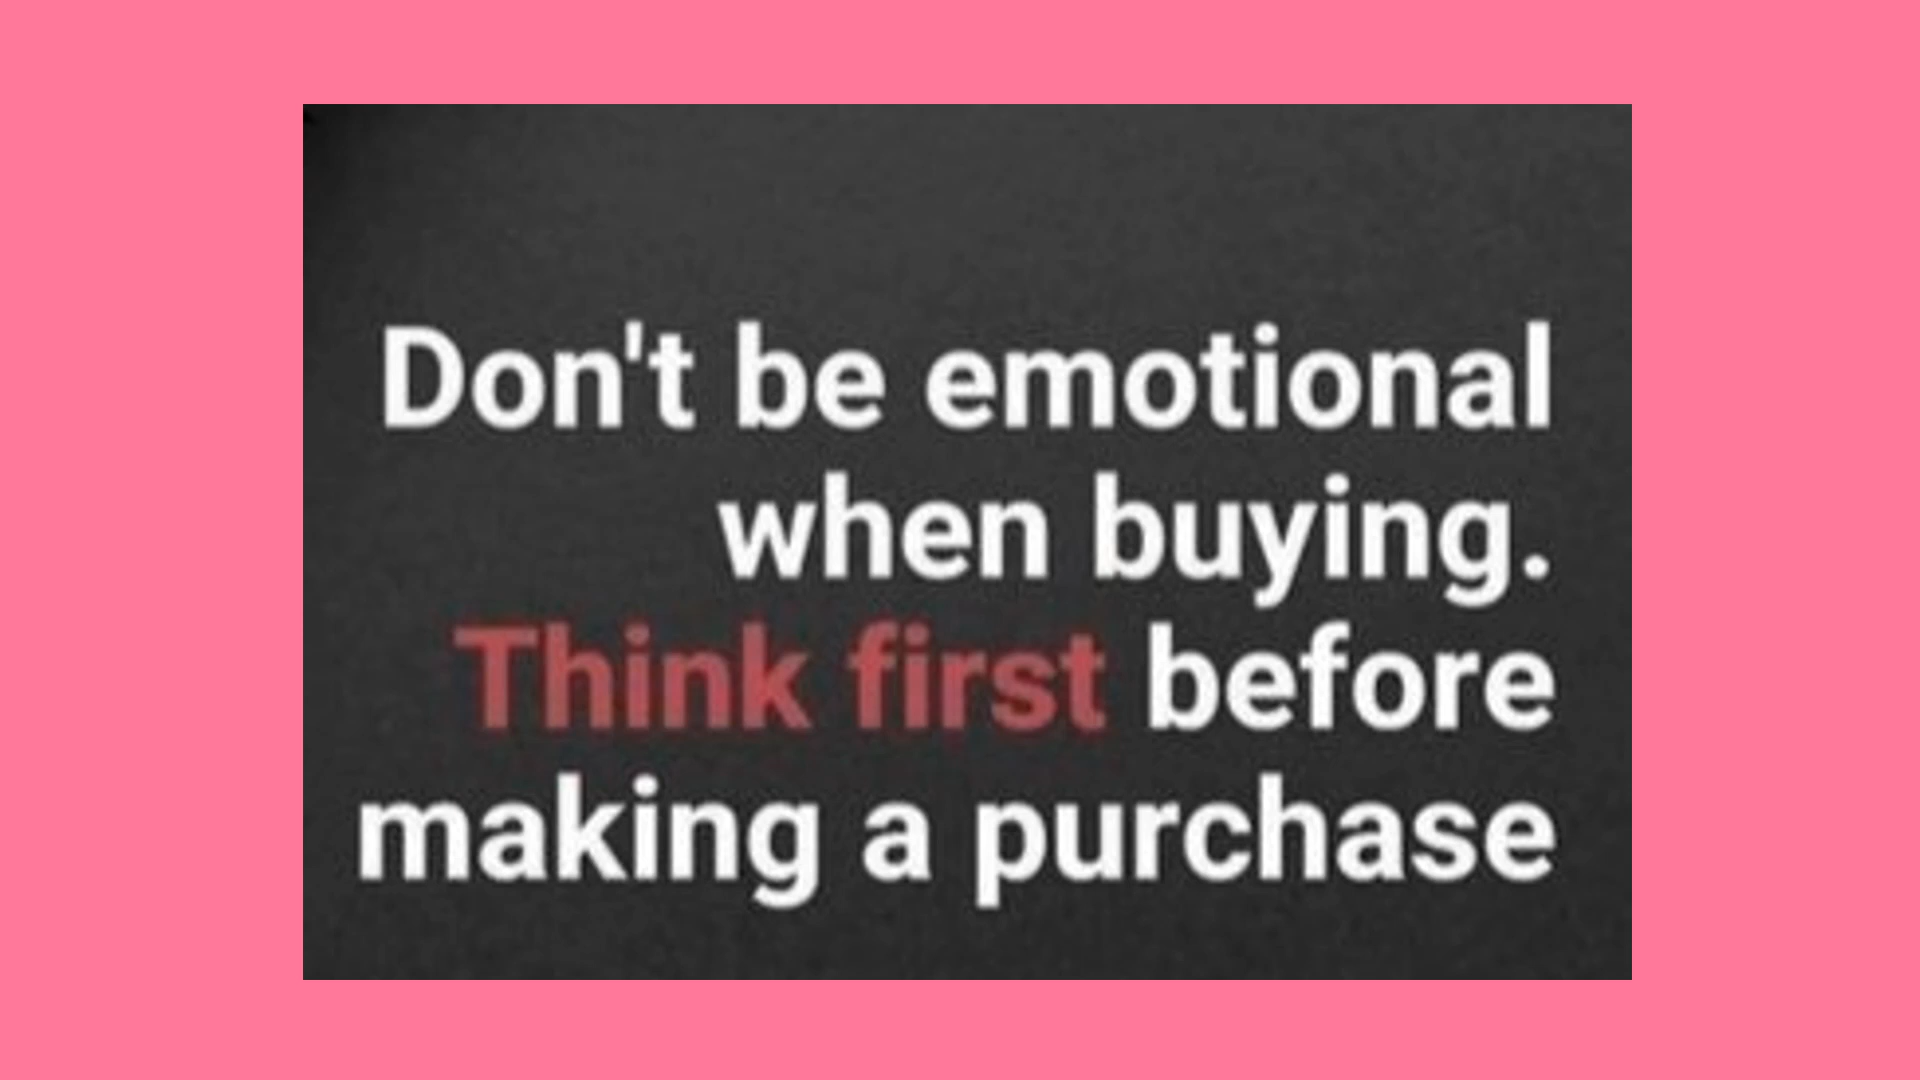 Don't be emotional
when buying.
Think first before
making a purchase